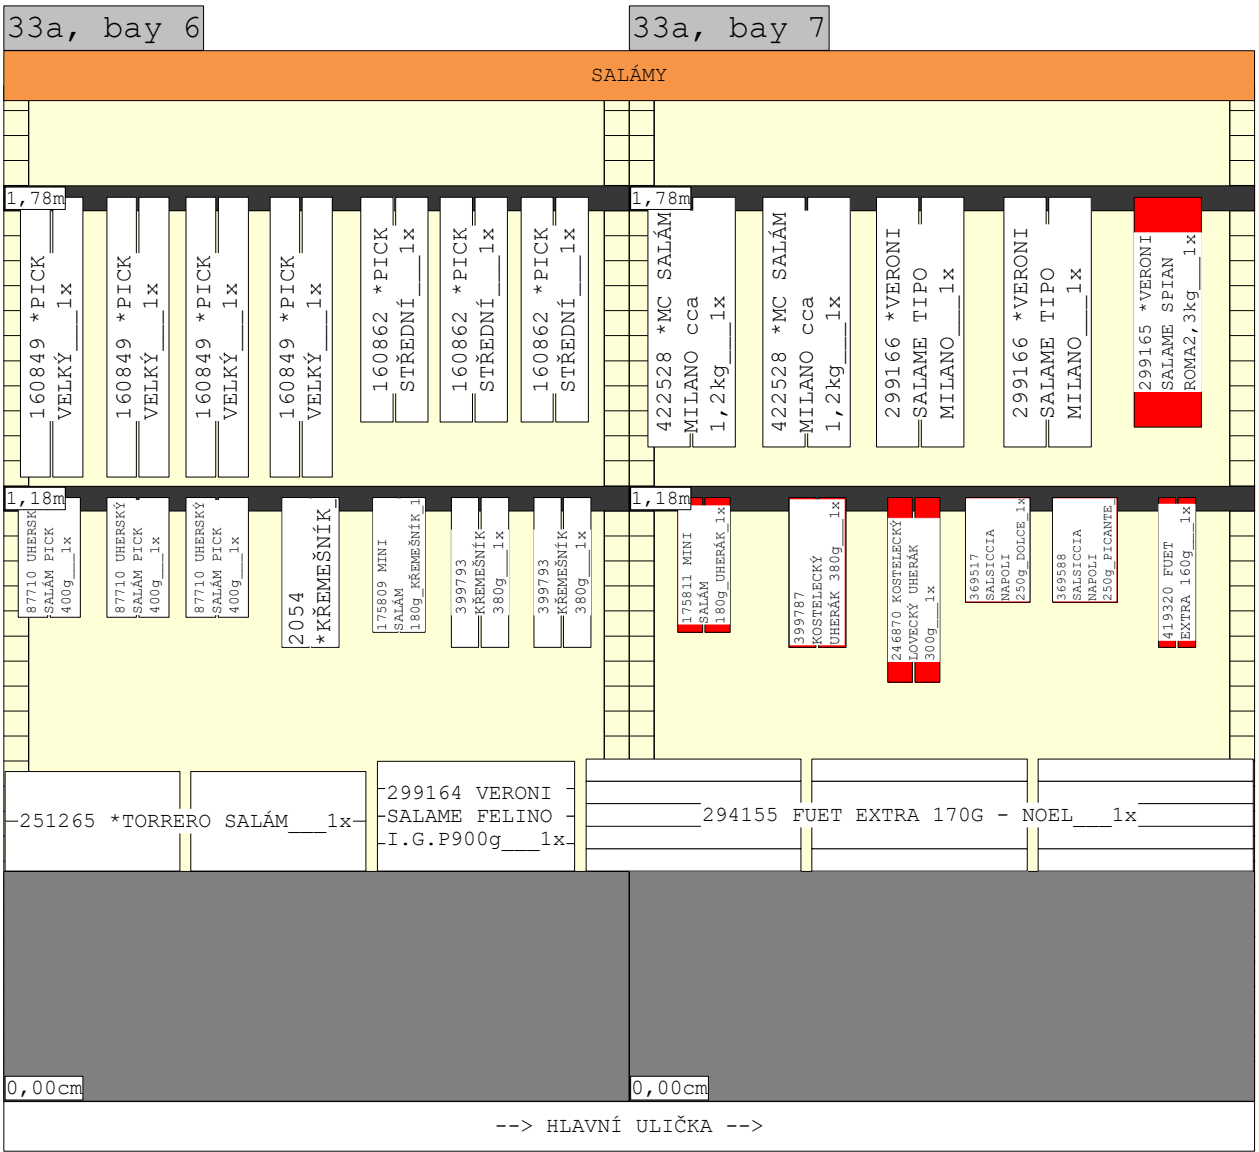 33a, bay 6
33a, bay 7
SALÁMY
1,78m
160849 *PICK
VELKÝ___1x
160849 *PICK
VELKÝ___1x
160849 *PICK
VELKÝ___1x
160849 *PICK
VELKÝ___1x
160862 *PICK
STŘEDNÍ___1x
160862 *PICK
STŘEDNÍ___1x
160862 *PICK
STŘEDNÍ___1x
1,78m
422528 *MC SALÁM
MILANO cca
1,2kg___1x
422528 *MC SALÁM
MILANO cca
1,2kg___1x
299166 *VERONI
SALAME TIPO
MILANO___1x
299166 *VERONI
SALAME TIPO
MILANO___1x
299165 *VERONI
SALAME SPIAN
ROMA2,3kg___1x
1,18m
87710 UHERSK
SALÁM PICK
400g___1x
87710 UHERSKÝ
SALÁM PICK
400g___1x
87710 UHERSKÝ
SALÁM PICK
400g___1x
2054
*KŘEMEŠNÍK_
175809 MINI
SALÁM
180g_KŘEMEŠNÍK_1
399793
KŘEMEŠNÍK
380g___1x
399793
KŘEMEŠNÍK
380g___1x
1,18m
175811 MINI
SALÁM
180g_UHERÁK_1x
399787
KOSTELECKÝ
UHERÁK 380g___1x
246870 KOSTELECKÝ
LOVECKÝ UHERÁK
300g___1x
369517
SALSICCIA
NAPOLI
250g_DOLCE_1x
369588
SALSICCIA
NAPOLI
250g_PICANTE_
419320 FUET
EXTRA 160g___1x
251265 *TORRERO SALÁM___1x
299164 VERONI
SALAME FELINO
I.G.P900g___1x
294155 FUET EXTRA 170G - NOEL___1x
0,00cm
0,00cm
--> HLAVNÍ ULIČKA -->